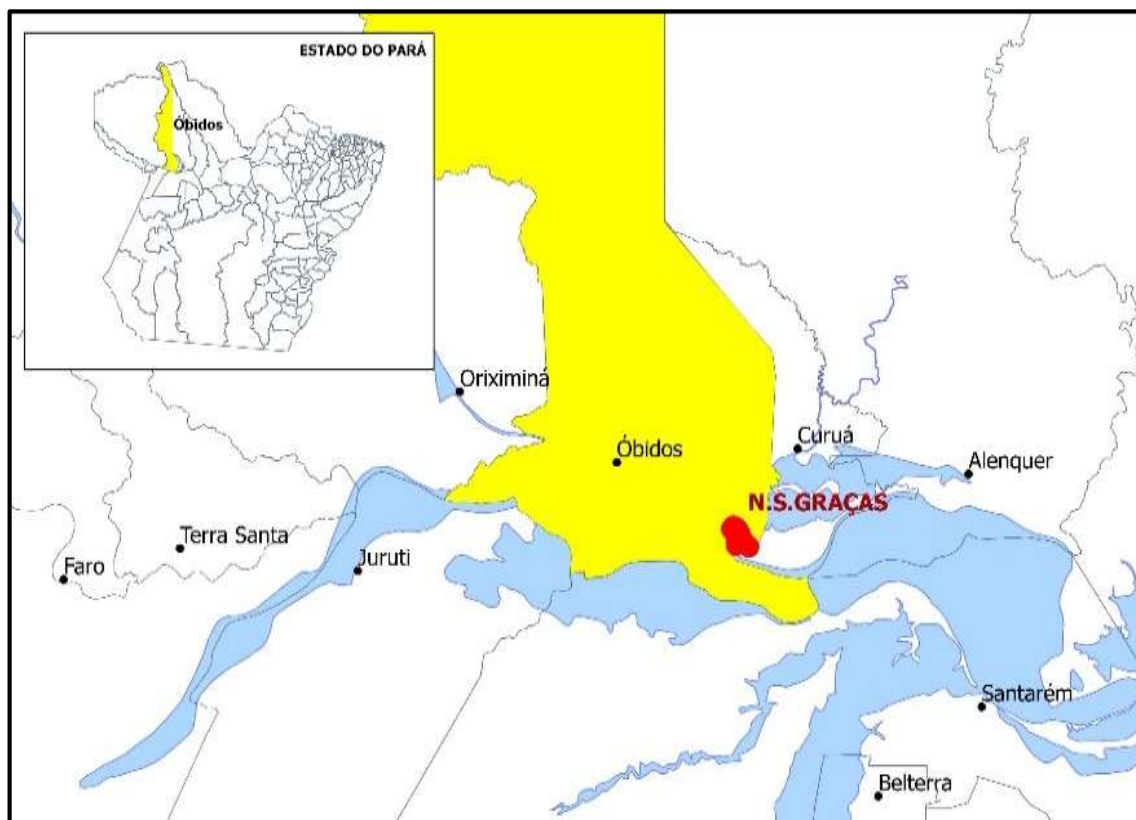 ESTADO DO PARÁ
Óbidos
Oriximiná
Óbidos
Curuá
Alenquer
N.S.GRAÇAS
Terra Santa
Juruti
Faro
Santarém
Belterra